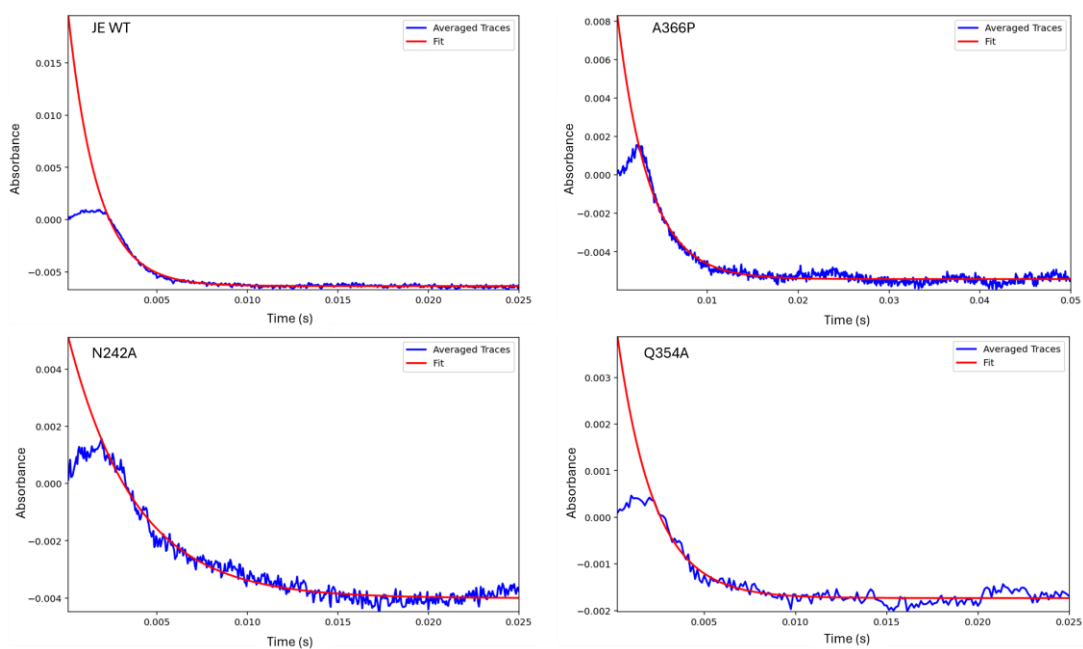 JE WT
Averaged Traces
Fit
0.015
0.010
0.005
0.000
−0.005
Absorbance
0.005
0.010
0.015
0.020
0.025
Time (s)
A366P
Averaged Traces
Fit
0.008
0.006
0.004
0.002
0.000
−0.002
−0.004
Absorbance
0.01
0.02
0.03
0.04
0.05
Time (s)
N242A
Averaged Traces
Fit
0.004
0.002
0.000
−0.002
−0.004
Absorbance
0.005
0.010
0.015
0.020
0.025
Time (s)
Q354A
Averaged Traces
Fit
0.003
0.002
0.001
0.000
−0.001
−0.002
Absorbance
0.005
0.010
0.015
0.020
0.025
Time (s)